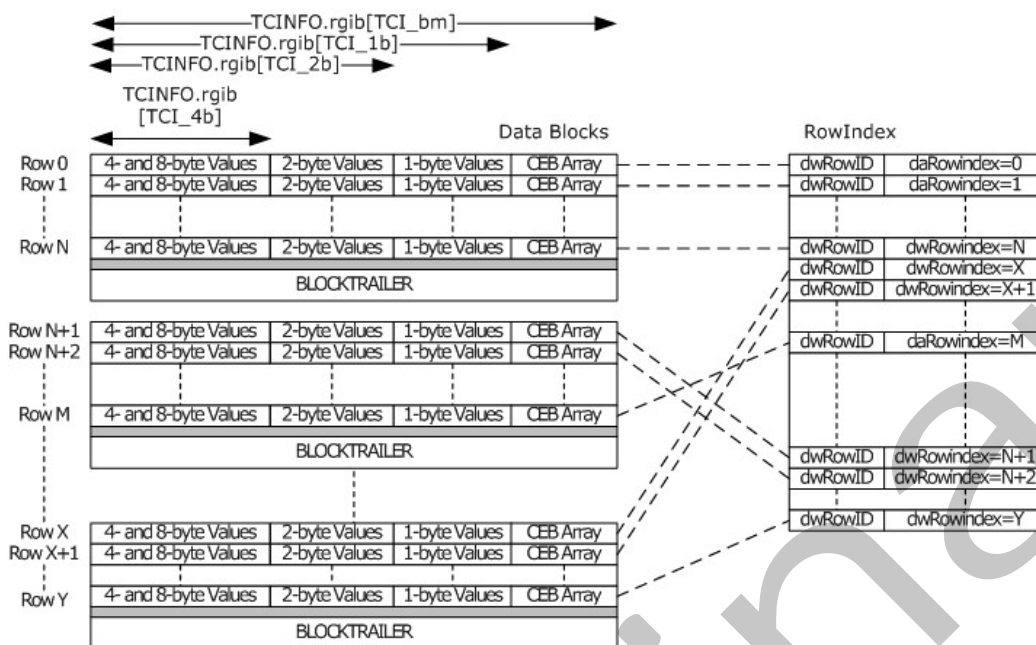 TCINFO.rgib[TCI_bm]
TCINFO.rgib[TCI_1b]
TCINFO.rgib[TCI_2b]
TCINFO.rgib
[TCI_4b]
Data Blocks RowIndex
Row 0 4- and 8-byte Values 2-byte Values 1-byte Values CEB Array dwRowID daRowindex=0
Row 1 4- and 8-byte Values 2-byte Values 1-byte Values CEB Array dwRowID daRowindex=1
Row N 4- and 8-byte Values 2-byte Values 1-byte Values CEB Array dwRowID dwRowindex=N
dwRowID dwRowindex=X
BLOCKTRAILER dwRowID dwRowindex=X+1
Row N+1 4- and 8-byte Values 2-byte Values 1-byte Values CEB Array
Row N+2 4- and 8-byte Values 2-byte Values 1-byte Values CEB Array dwRowID daRowindex=M
Row M 4- and 8-byte Values 2-byte Values 1-byte Values CEB Array
BLOCKTRAILER dwRowID dwRowindex=N+1
dwRowID dwRowindex=N+2
Row X 4- and 8-byte Values 2-byte Values 1-byte Values CEB Array dwRowID dwRowindex=Y
Row X+1 4- and 8-byte Values 2-byte Values 1-byte Values CEB Array
Row Y 4- and 8-byte Values 2-byte Values 1-byte Values CEB Array
BLOCKTRAILER